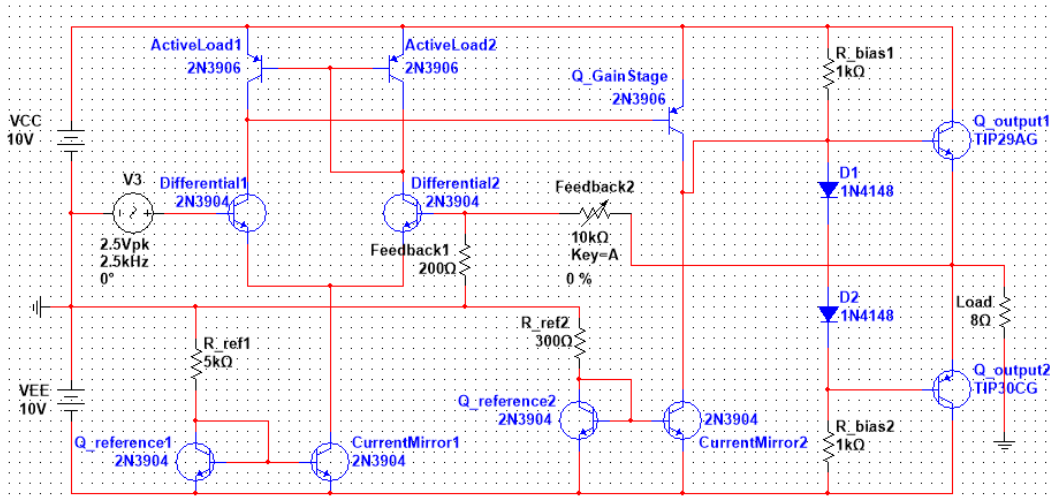 ActiveLoad1
2N3906
ActiveLoad2
2N3906
Q_GainStage
2N3906
R_bias1
1kΩ
VCC
10V
Q_output1
TIP29AG
V3
2.5Vpk
2.5kHz
0°
Differential1
2N3904
Differential2
2N3904
Feedback2
10kΩ
Key=A
0 %
D1
1N4148
Feedback1
200Ω
D2
1N4148
Load
8Ω
R_ref1
5kΩ
R_ref2
300Ω
VEE
10V
Q_output2
TIP30CG
Q_reference1
2N3904
CurrentMirror1
2N3904
Q_reference2
2N3904
2N3904
CurrentMirror2
R_bias2
1kΩ